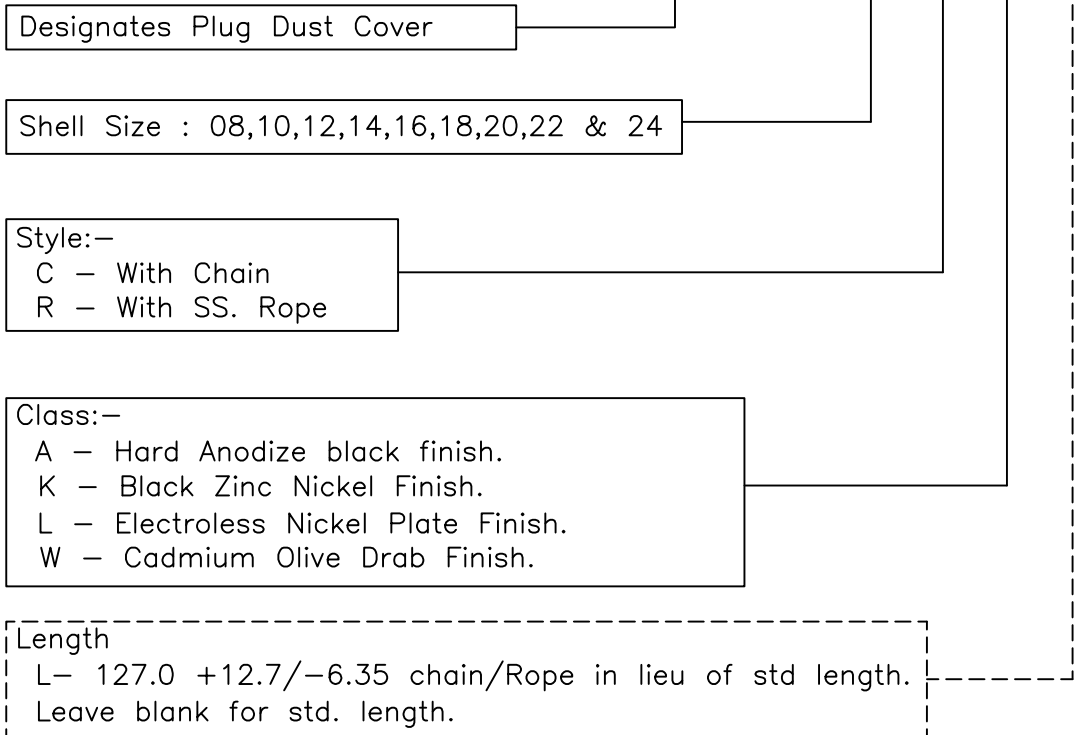 Designates Plug Dust Cover
Shell Size : 08,10,12,14,16,18,20,22 & 24
Style:–
C – With Chain
R – With SS. Rope
Class:–
A – Hard Anodize black finish.
K – Black Zinc Nickel Finish.
L – Electroless Nickel Plate Finish.
W – Cadmium Olive Drab Finish.
Length
L– 127.0 +12.7/–6.35 chain/Rope in lieu of std length.
Leave blank for std. length.